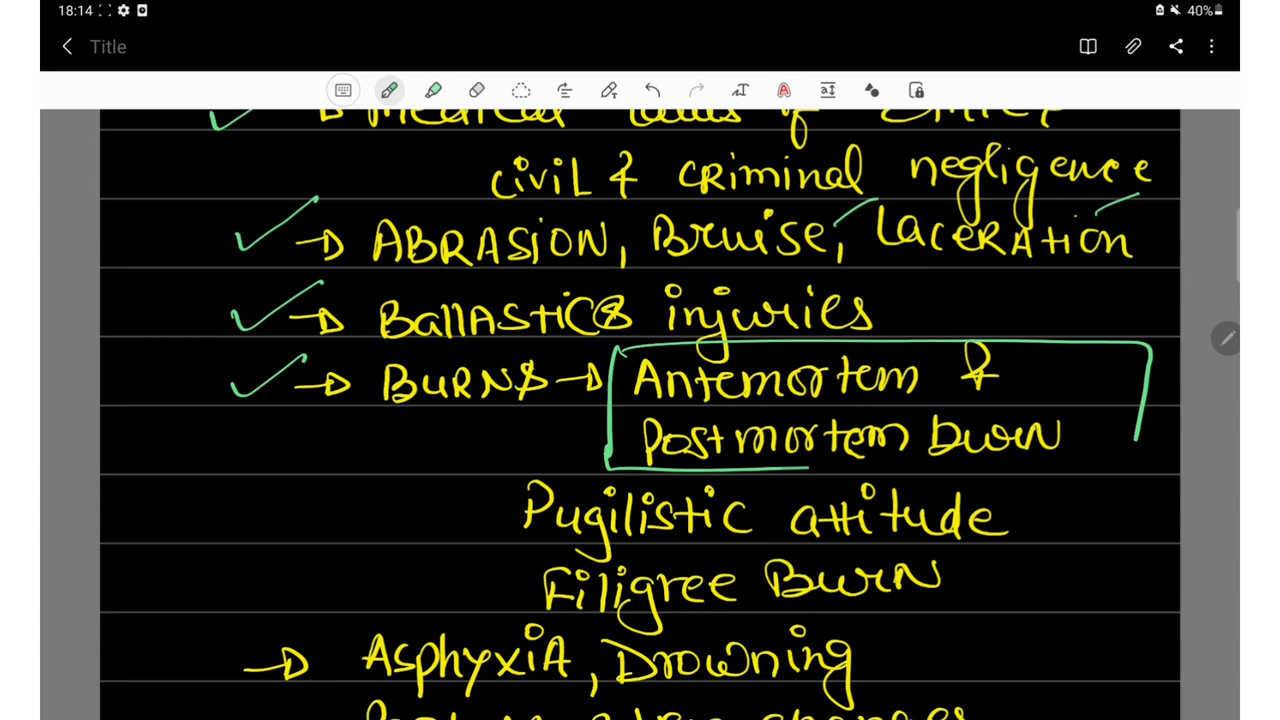 18:14
40%
Title
civil & criminal negligence
→ ABRASION, Bruise, Laceration
→ BallASTiCs injuries
→ BURNS → Antemortem &
Postmortem burn
Pugilistic attitude
Filigree Burn
→ AsphyxiA, Drowning